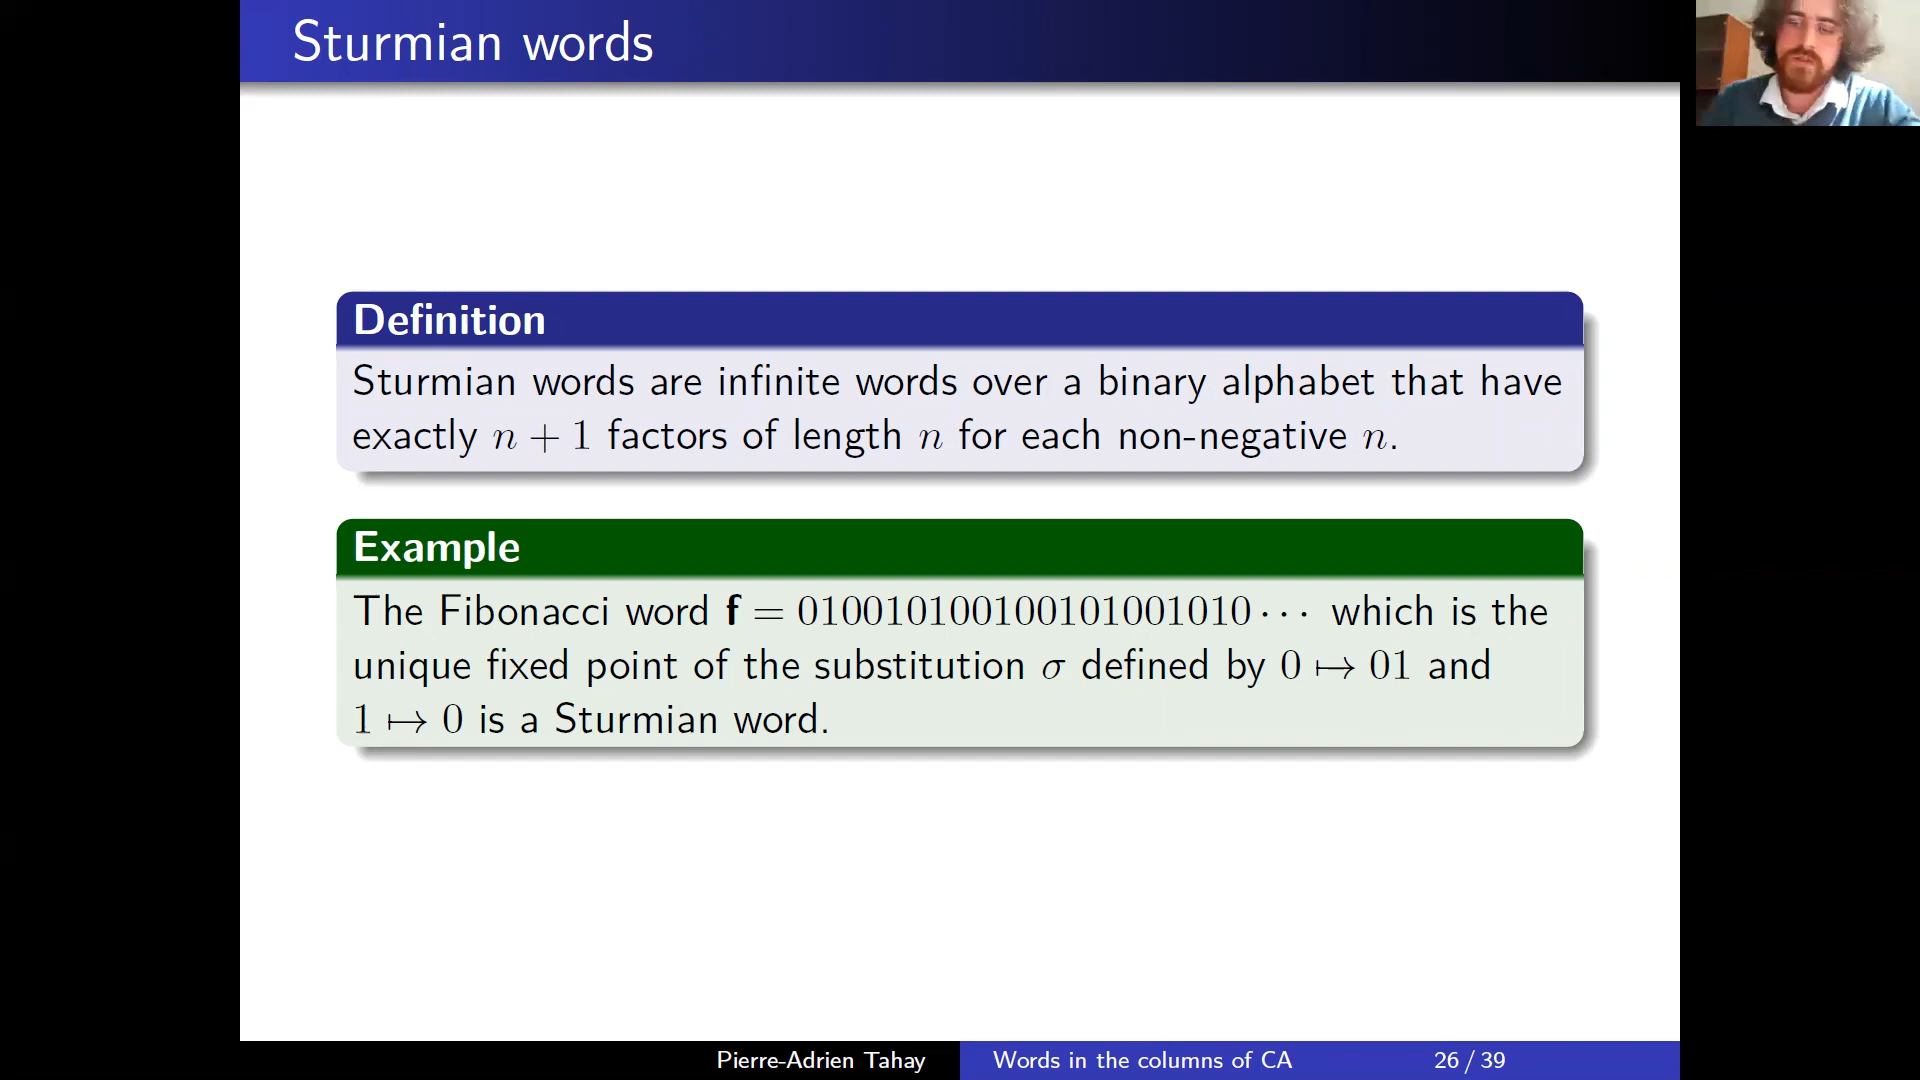 Sturmian words
Definition
Sturmian words are infinite words over a binary alphabet that have
exactly n + 1 factors of length n for each non-negative n.
Example
The Fibonacci word f = 010010100100101001010··· which is the
unique fixed point of the substitution σ defined by 0 ↦ 01 and
1 ↦ 0 is a Sturmian word.
Pierre-Adrien Tahay Words in the columns of CA 26 / 39